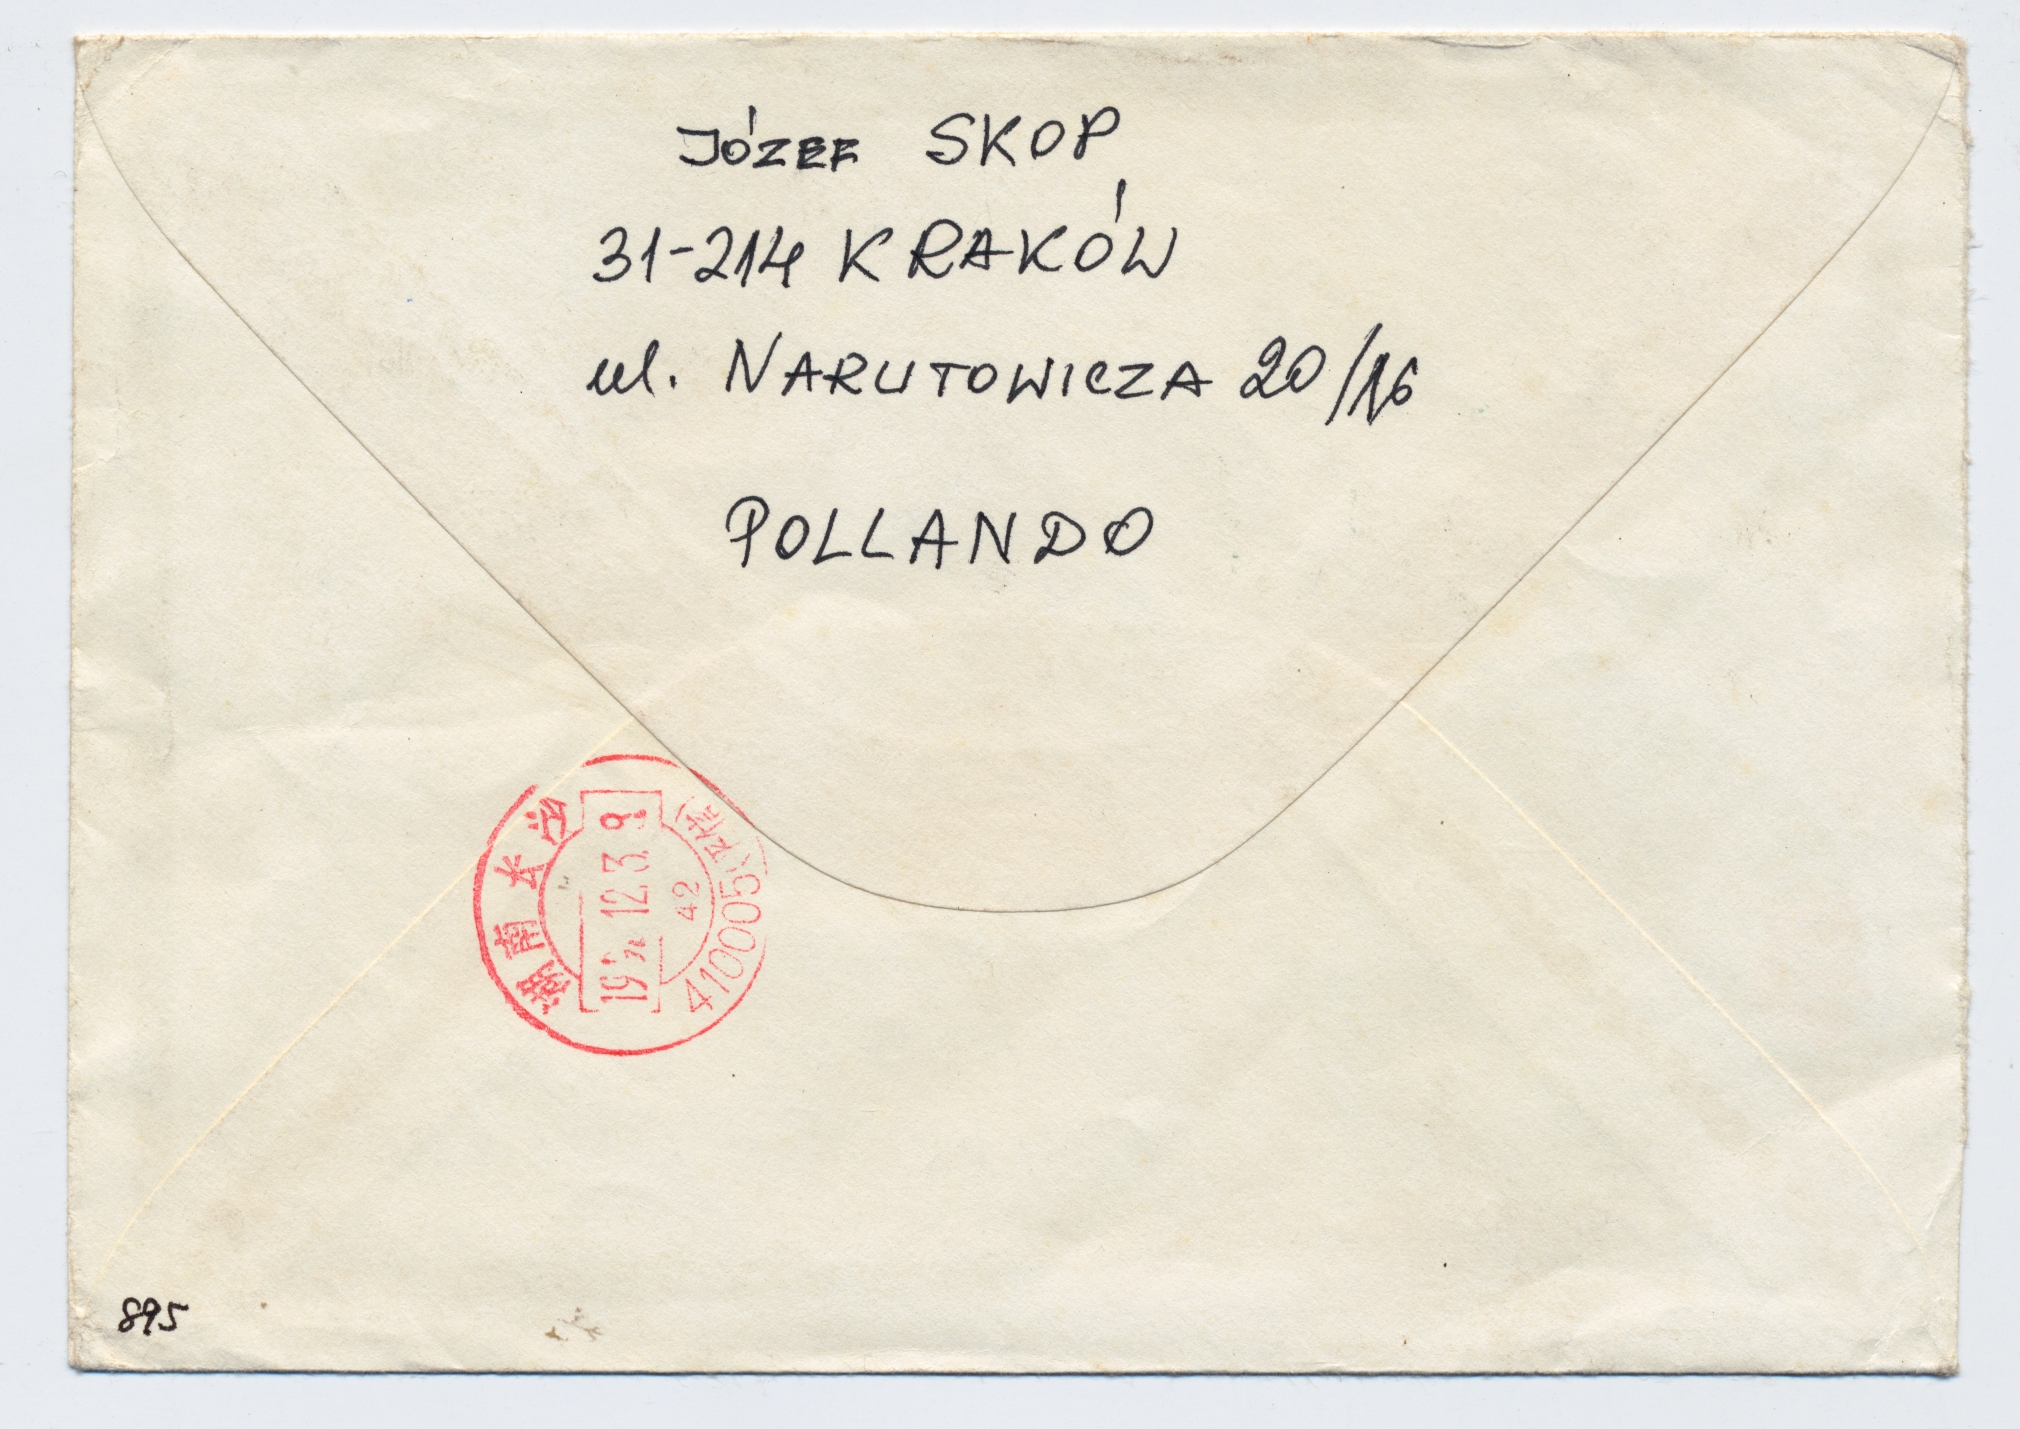 JÓZEF SKOP
31-214 KRAKÓW
ul. NARUTOWICZA 20/16
POLLANDO
湖南长沙
12.3.
42
410005
895